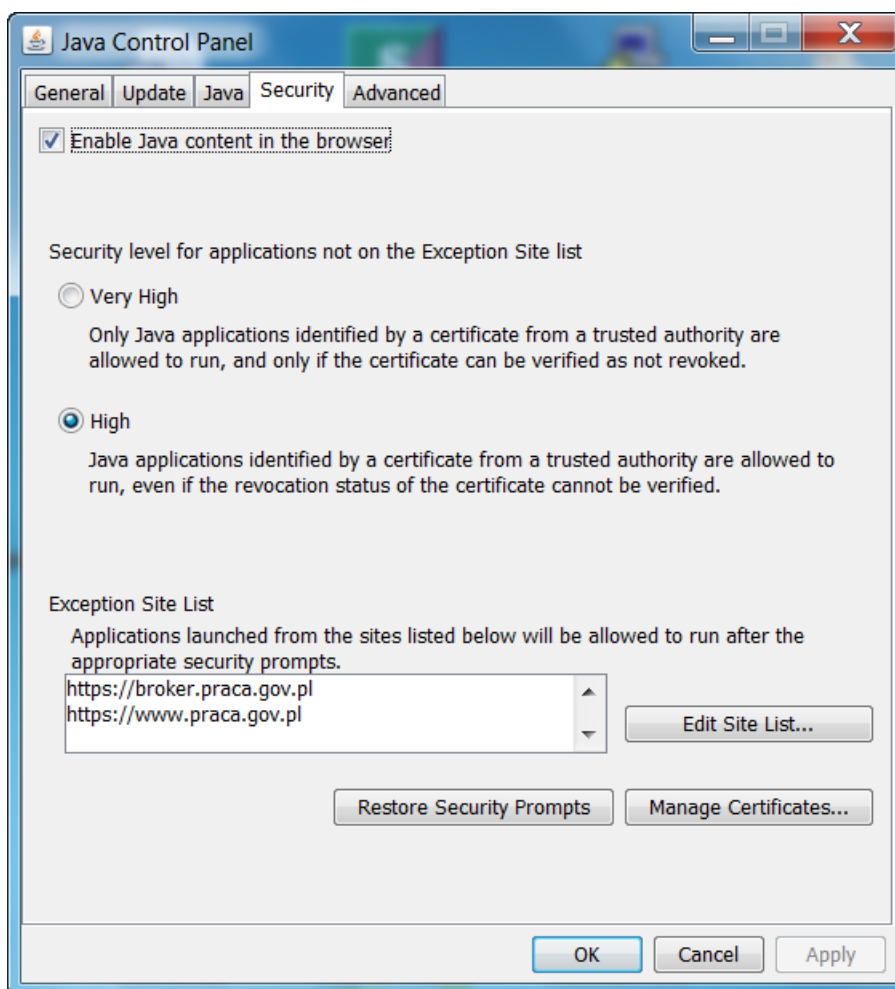 Java Control Panel
General Update Java Security Advanced
Enable Java content in the browser
Security level for applications not on the Exception Site list
Very High
Only Java applications identified by a certificate from a trusted authority are
allowed to run, and only if the certificate can be verified as not revoked.
High
Java applications identified by a certificate from a trusted authority are allowed to
run, even if the revocation status of the certificate cannot be verified.
Exception Site List
Applications launched from the sites listed below will be allowed to run after the
appropriate security prompts.
https://broker.praca.gov.pl
https://www.praca.gov.pl
Edit Site List...
Restore Security Prompts Manage Certificates...
OK Cancel Apply